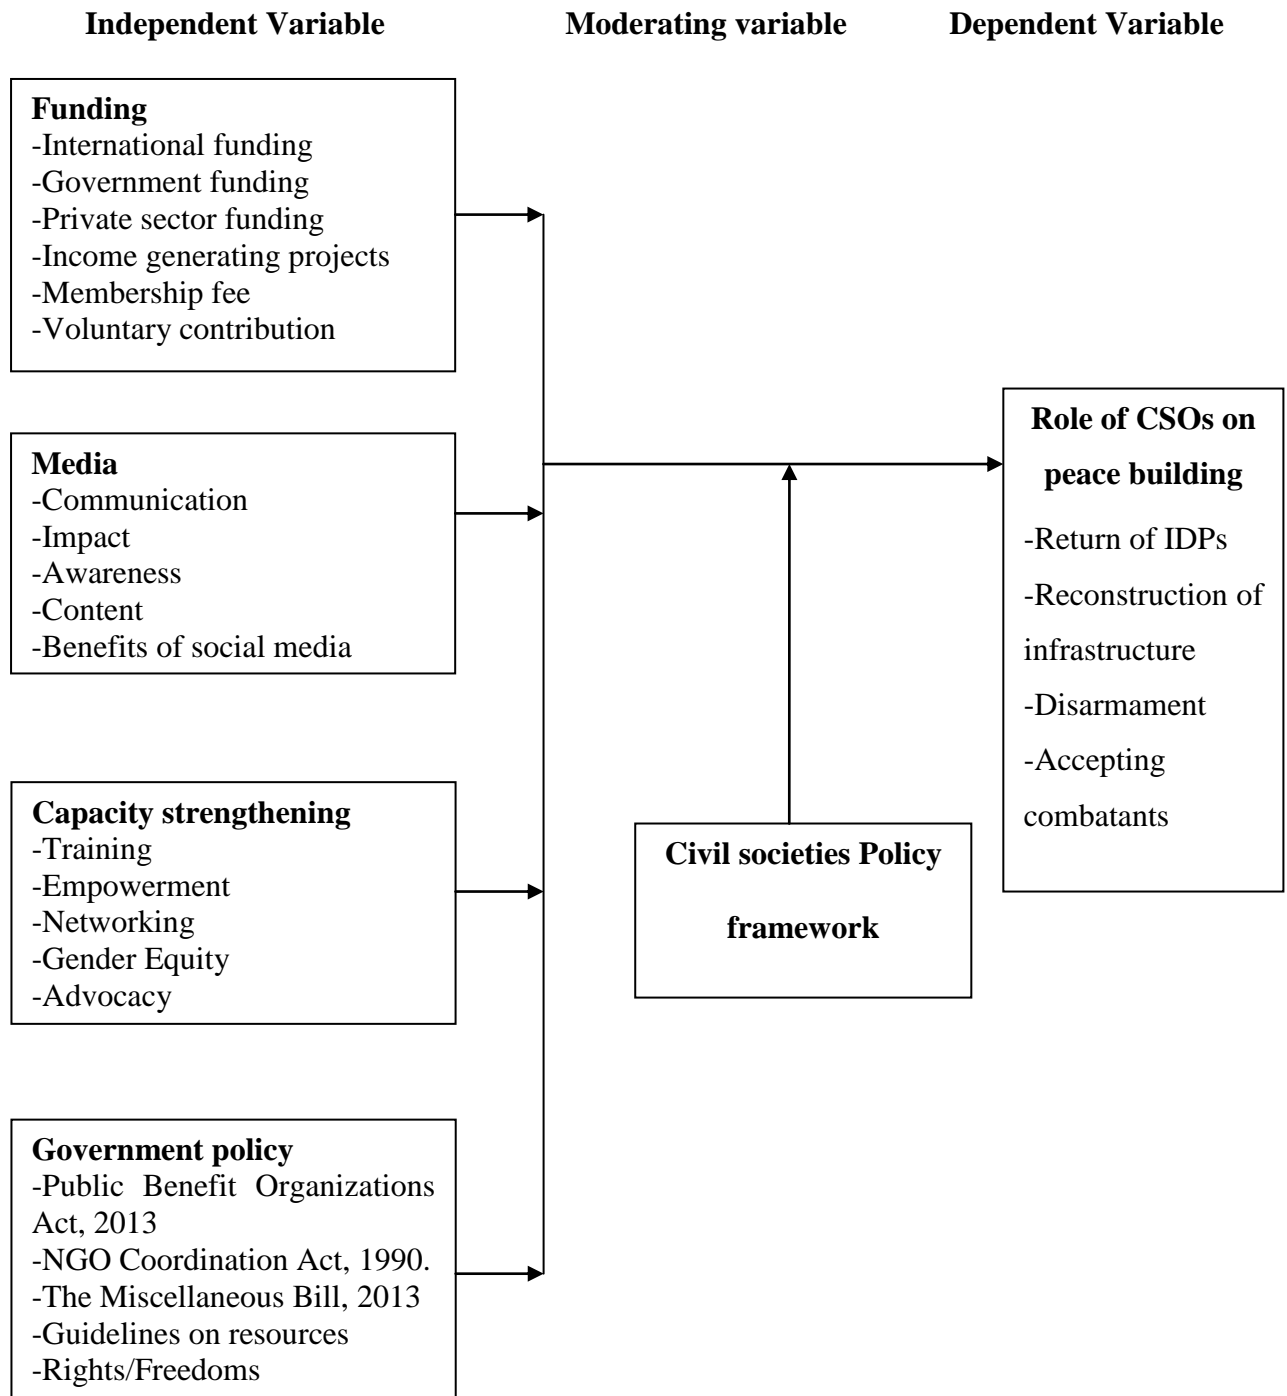 Independent Variable Moderating variable Dependent Variable
Funding
-International funding
-Government funding
-Private sector funding
-Income generating projects
-Membership fee
-Voluntary contribution
Media
-Communication
-Impact
-Awareness
-Content
-Benefits of social media
Capacity strengthening
-Training
-Empowerment
-Networking
-Gender Equity
-Advocacy
Government policy
-Public Benefit Organizations
Act, 2013
-NGO Coordination Act, 1990.
-The Miscellaneous Bill, 2013
-Guidelines on resources
-Rights/Freedoms
Civil societies Policy
framework
Role of CSOs on
peace building
-Return of IDPs
-Reconstruction of
infrastructure
-Disarmament
-Accepting
combatants